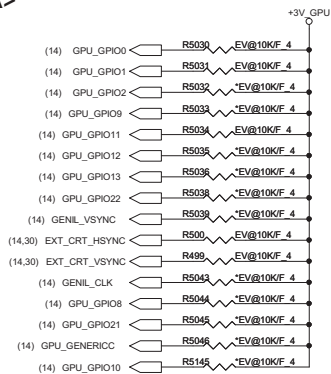 +3V_GPU
(14) GPU_GPIO0 R5030 EV@10K/F_4
(14) GPU_GPIO1 R5031 EV@10K/F_4
(14) GPU_GPIO2 R5032 *EV@10K/F_4
(14) GPU_GPIO9 R5033 *EV@10K/F_4
(14) GPU_GPIO11 R5034 EV@10K/F_4
(14) GPU_GPIO12 R5035 *EV@10K/F_4
(14) GPU_GPIO13 R5036 *EV@10K/F_4
(14) GPU_GPIO22 R5038 *EV@10K/F_4
(14) GENIL_VSYNC R5039 *EV@10K/F_4
(14,30) EXT_CRT_HSYNC R500 EV@10K/F_4
(14,30) EXT_CRT_VSYNC R499 EV@10K/F_4
(14) GENIL_CLK R5043 *EV@10K/F_4
(14) GPU_GPIO8 R5044 *EV@10K/F_4
(14) GPU_GPIO21 R5045 *EV@10K/F_4
(14) GPU_GENERICC R5046 *EV@10K/F_4
(14) GPU_GPIO10 R5145 *EV@10K/F_4